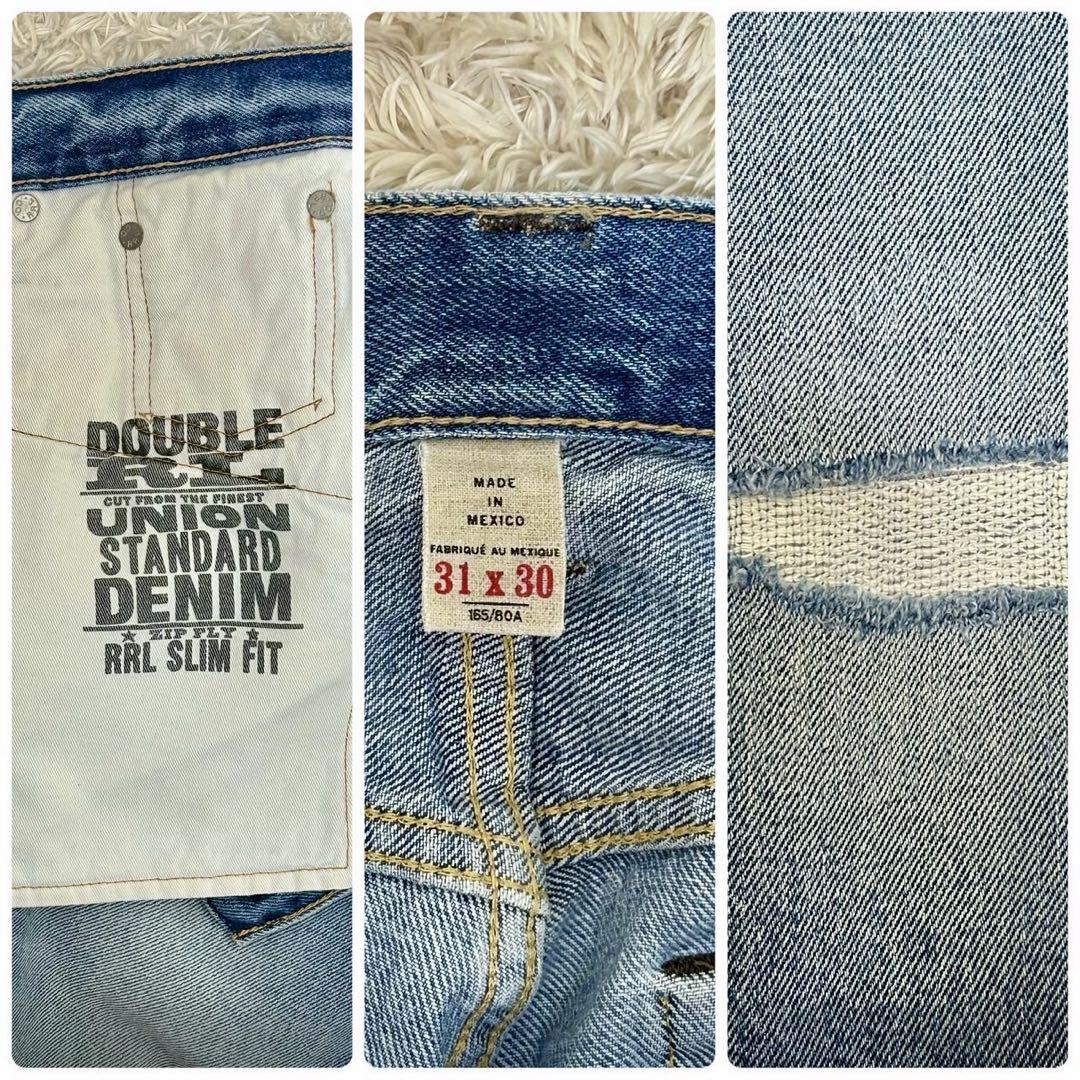 DOUBLE
RL
CUT FROM THE FINEST
UNION
STANDARD
DENIM
ZIP FLY
RRL SLIM FIT
MADE
IN
MEXICO
FABRIQUÉ AU MEXIQUE
31 x 30
165/80A